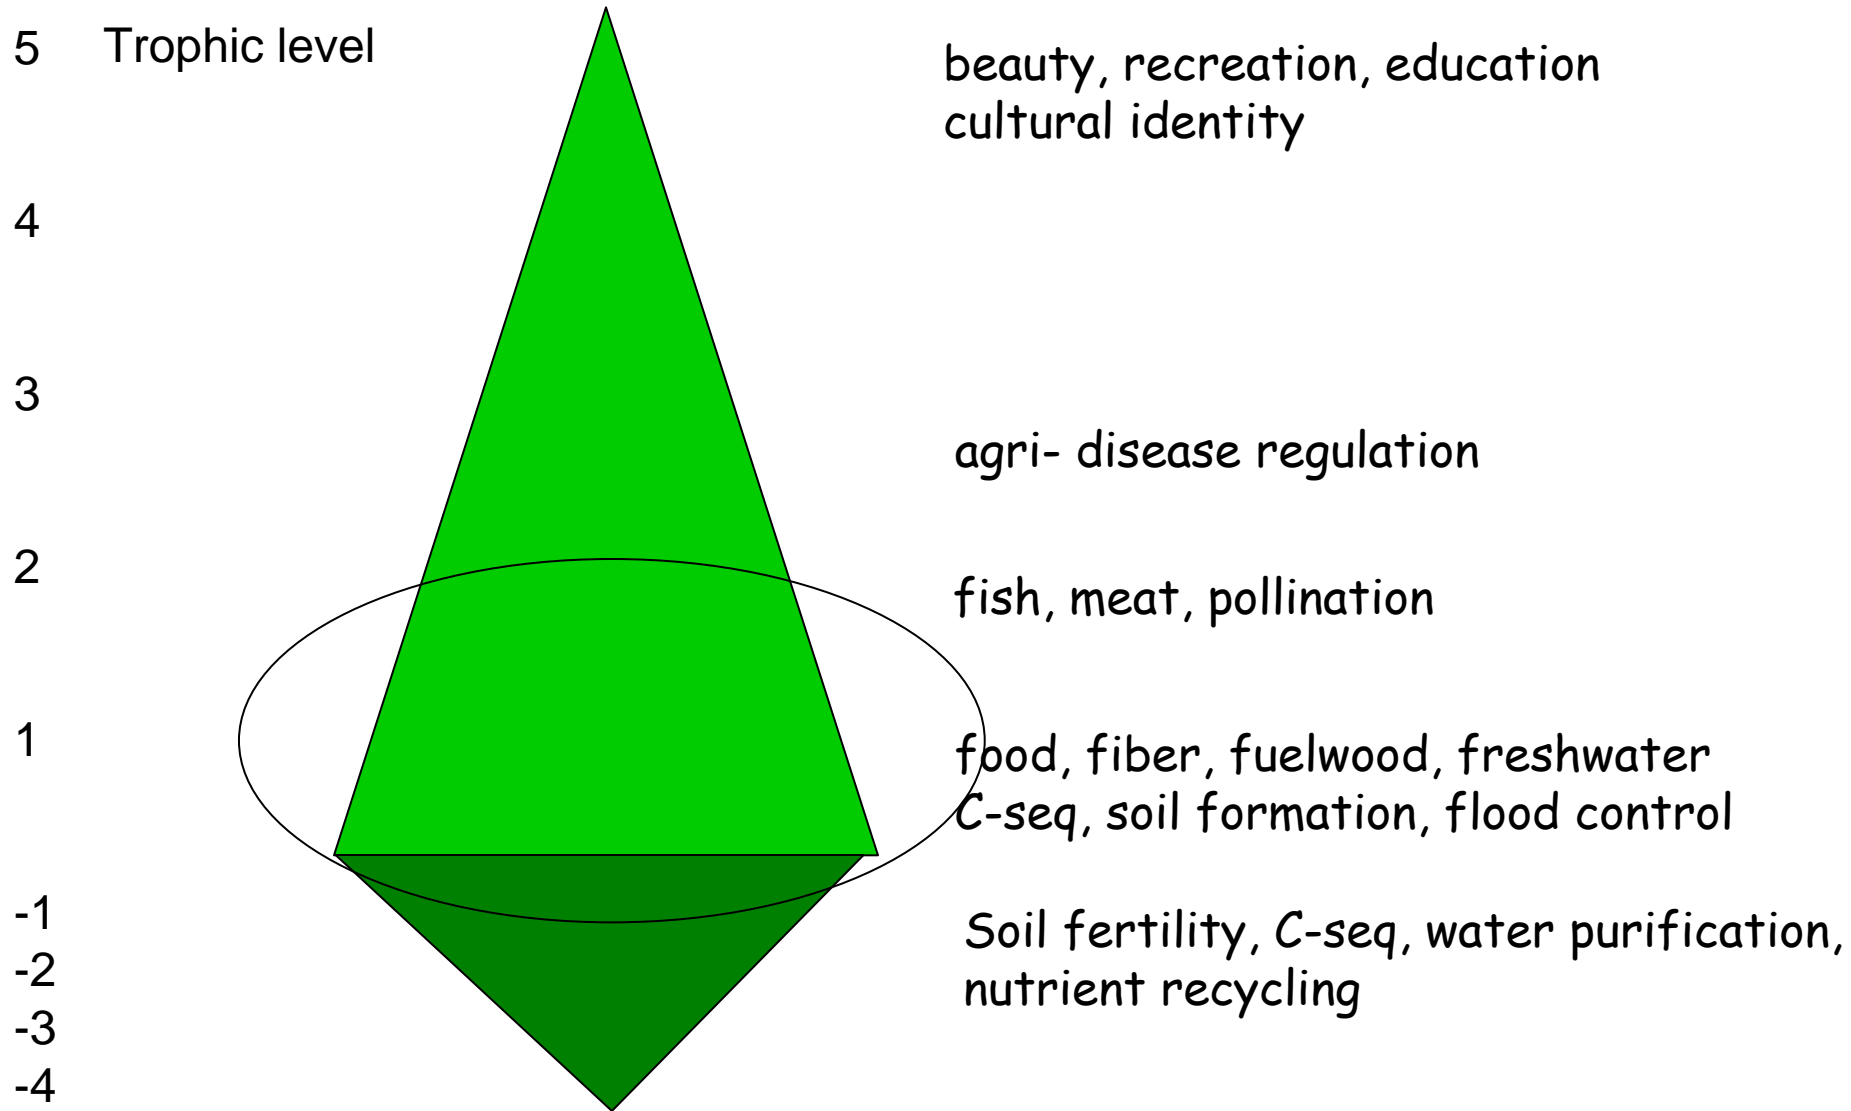 5 Trophic level
beauty, recreation, education
cultural identity
4
3
agri- disease regulation
2
fish, meat, pollination
1
food, fiber, fuelwood, freshwater
C-seq, soil formation, flood control
-1
Soil fertility, C-seq, water purification,
-2
nutrient recycling
-3
-4